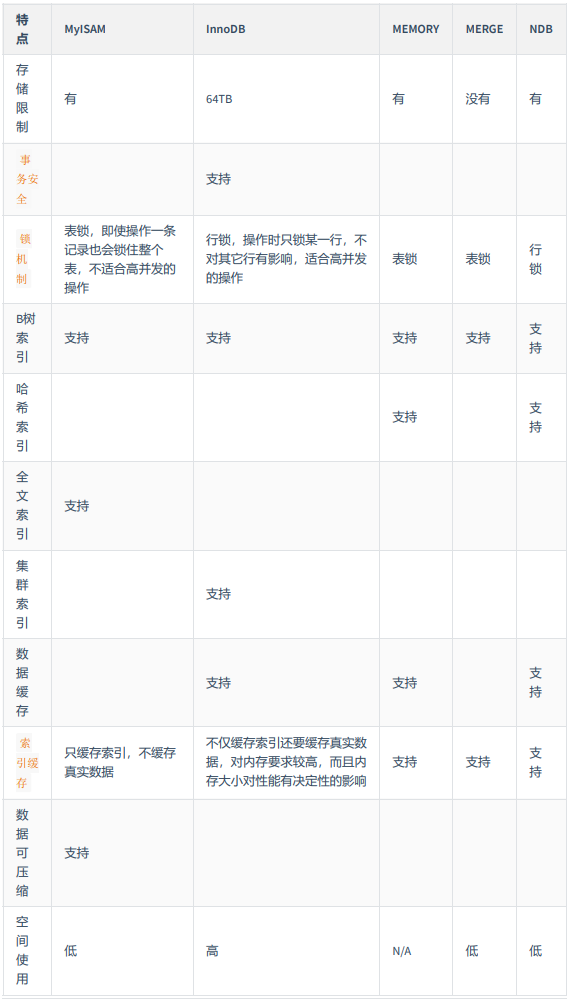 特点 MyISAM InnoDB MEMORY MERGE NDB
存储限制 有 64TB 有 没有 有
事务安全 支持
锁机制 表锁，即使操作一条记录也会锁住整个表，不适合高并发的操作 行锁，操作时只锁某一行，不对其它行有影响，适合高并发的操作 表锁 表锁 行锁
B树索引 支持 支持 支持 支持 支持
哈希索引 支持 支持
全文索引 支持
集群索引 支持
数据缓存 支持 支持 支持
索引缓存 只缓存索引，不缓存真实数据 不仅缓存索引还要缓存真实数据，对内存要求较高，而且内存大小对性能有决定性的影响 支持 支持 支持
数据可压缩 支持
空间使用 低 高 N/A 低 低